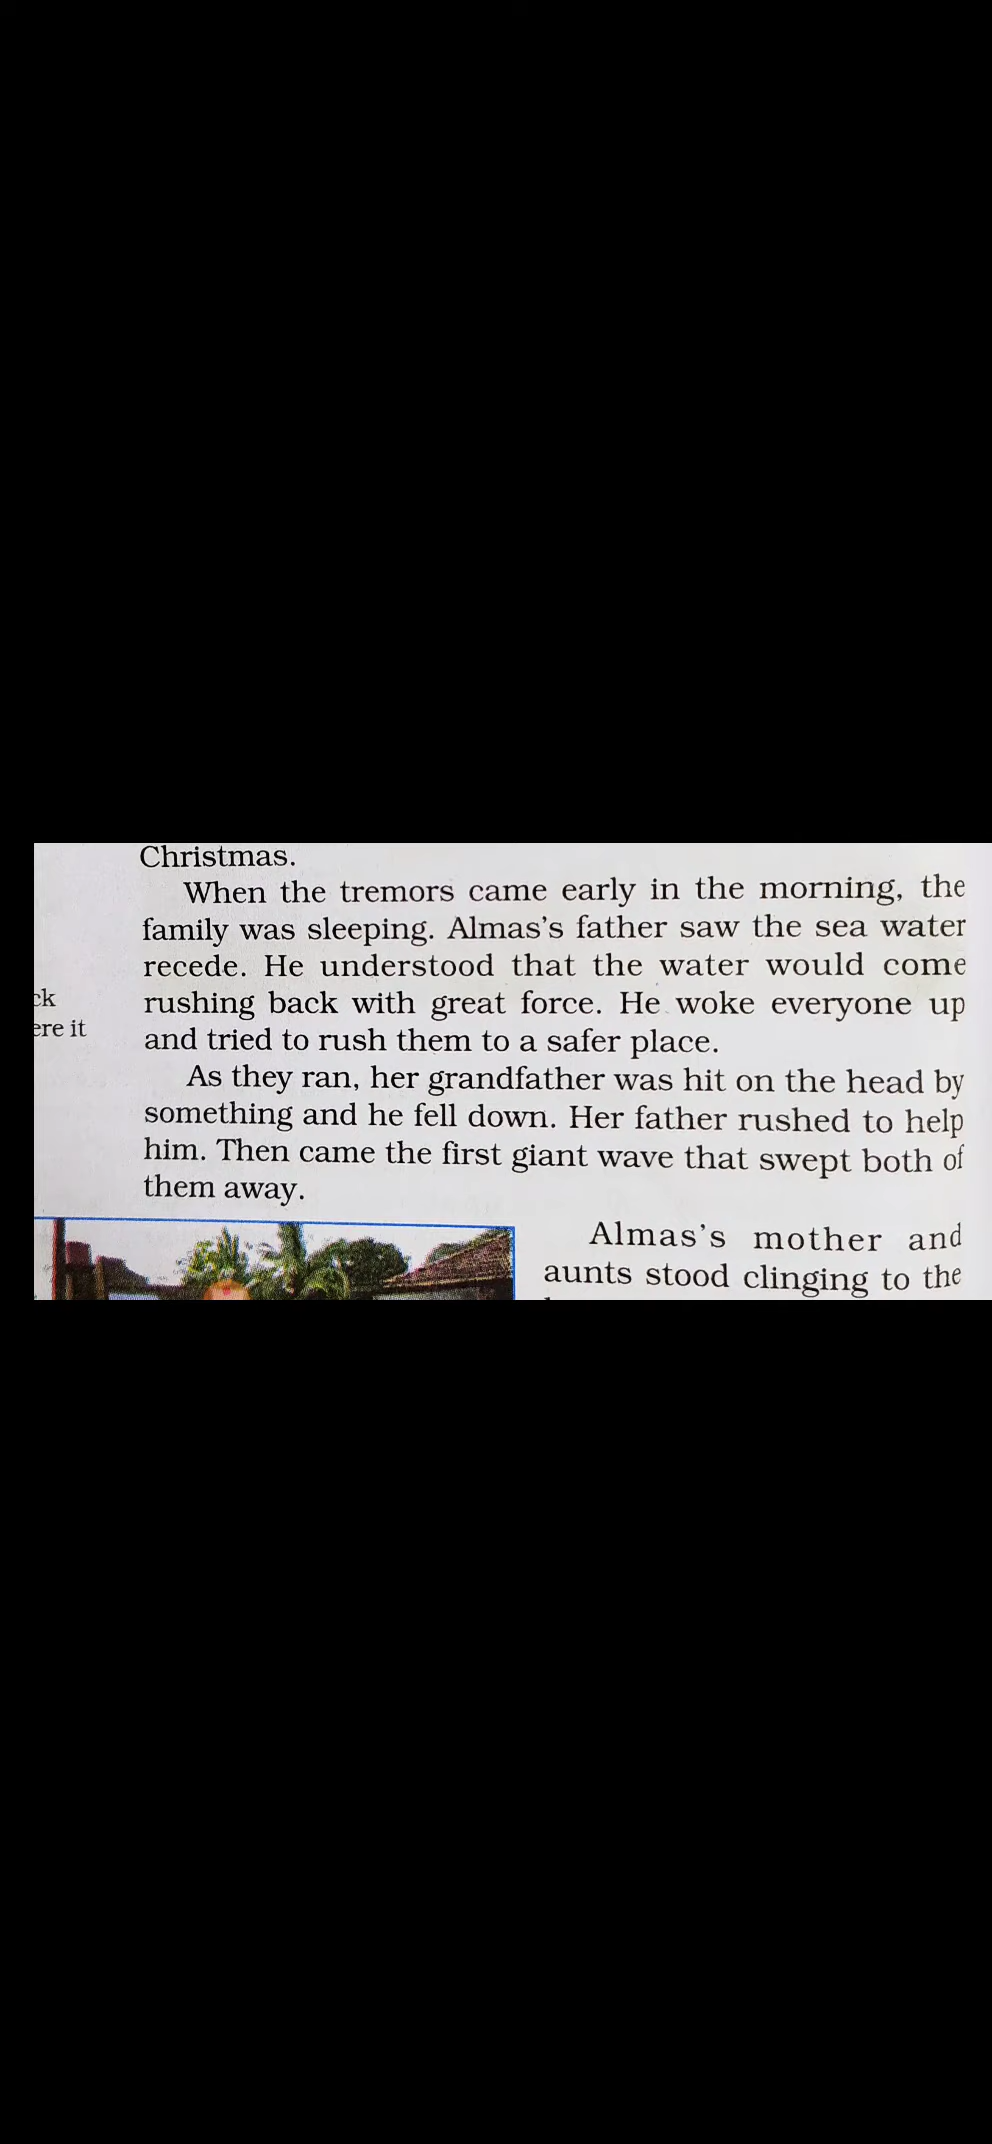 Christmas.
When the tremors came early in the morning, the
family was sleeping. Almas's father saw the sea water
recede. He understood that the water would come
rushing back with great force. He woke everyone up
and tried to rush them to a safer place.
As they ran, her grandfather was hit on the head by
something and he fell down. Her father rushed to help
him. Then came the first giant wave that swept both of
them away.
Almas's mother and
aunts stood clinging to the
ck
ere it